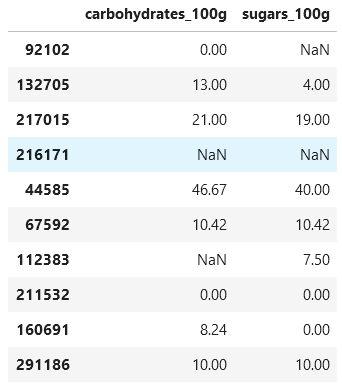 carbohydrates_100g sugars_100g
92102 0.00 NaN
132705 13.00 4.00
217015 21.00 19.00
216171 NaN NaN
44585 46.67 40.00
67592 10.42 10.42
112383 NaN 7.50
211532 0.00 0.00
160691 8.24 0.00
291186 10.00 10.00